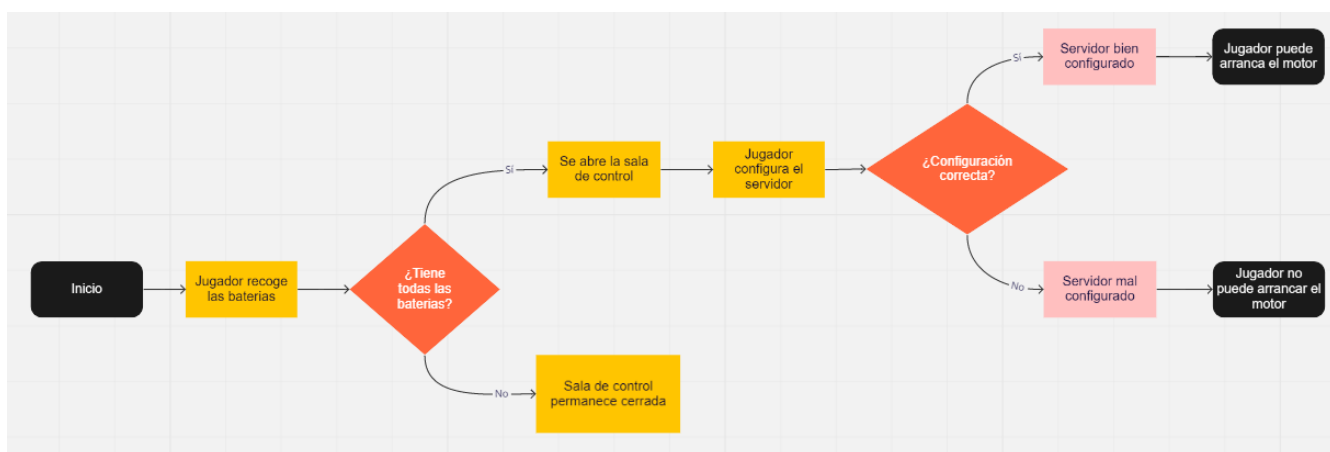 Inicio
Jugador recoge
las baterias
¿Tiene
todas las
baterias?
Sí
Se abre la sala
de control
Jugador
configura el
servidor
¿Configuración
correcta?
Sí
Servidor bien
configurado
Jugador puede
arranca el motor
No
Servidor mal
configurado
Jugador no
puede arrancar el
motor
No
Sala de control
permanece cerrada